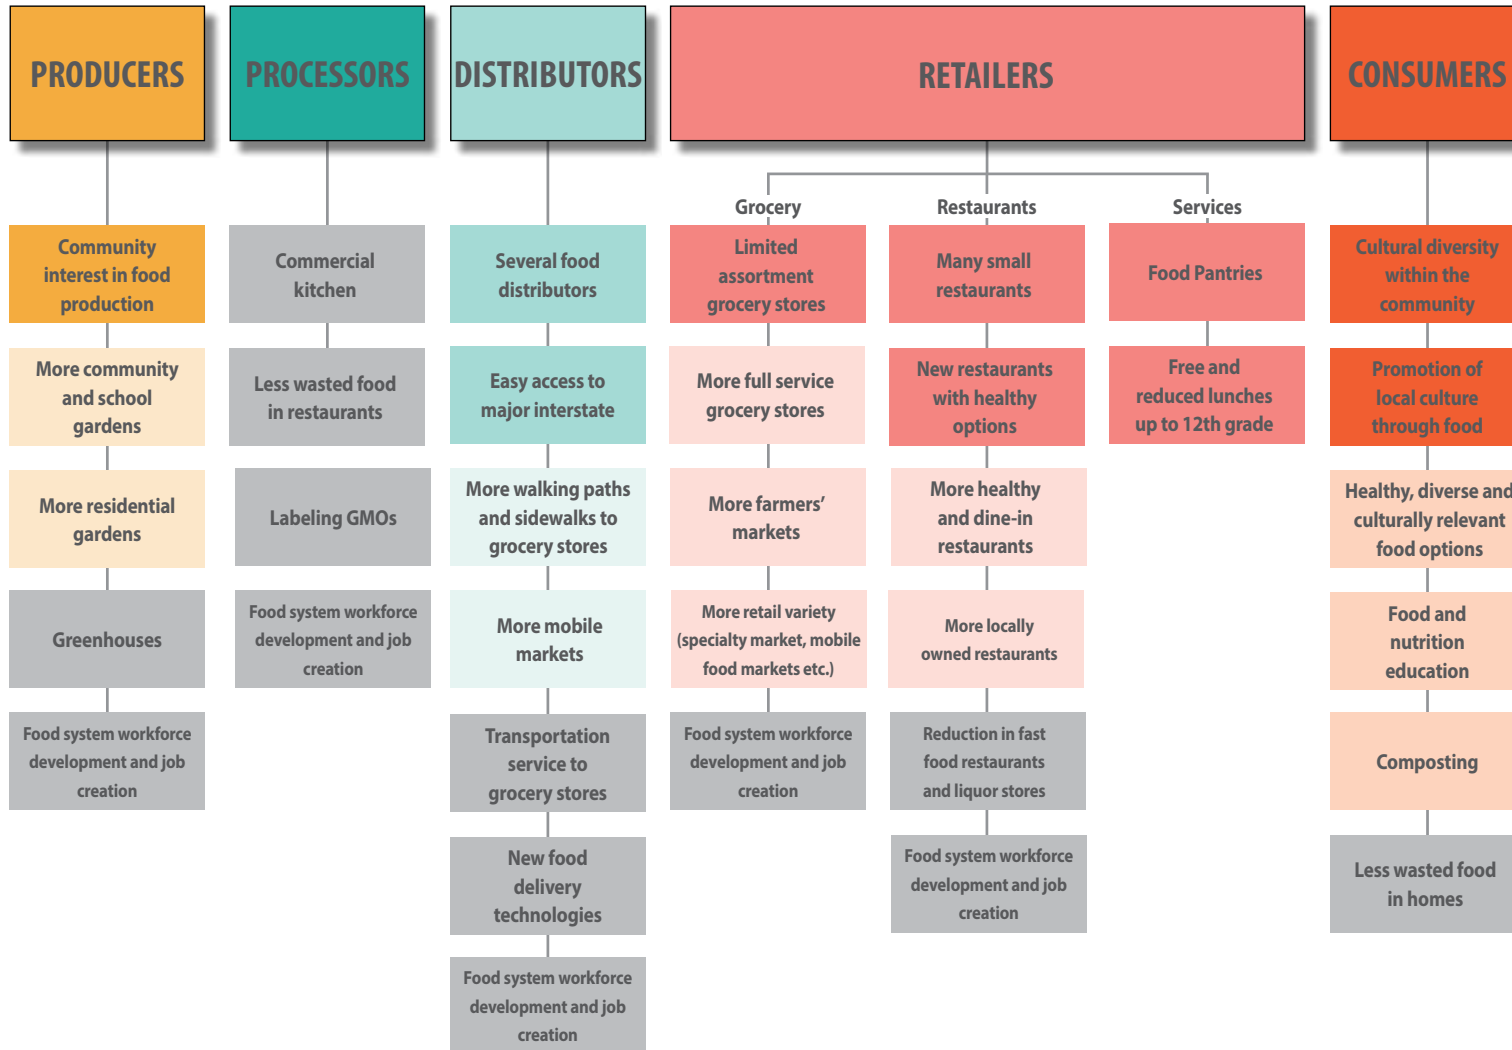 PRODUCERS
PROCESSORS
DISTRIBUTORS
RETAILERS
CONSUMERS
Grocery
Restaurants
Services
Community
interest in food
production
More community
and school
gardens
More residential
gardens
Greenhouses
Food system workforce
development and job
creation
Commercial
kitchen
Less wasted food
in restaurants
Labeling GMOs
Food system workforce
development and job
creation
Several food
distributors
Easy access to
major interstate
More walking paths
and sidewalks to
grocery stores
More mobile
markets
Transportation
service to
grocery stores
New food
delivery
technologies
Food system workforce
development and job
creation
Limited
assortment
grocery stores
More full service
grocery stores
More farmers’
markets
More retail variety
(specialty market, mobile
food markets etc.)
Food system workforce
development and job
creation
Many small
restaurants
New restaurants
with healthy
options
More healthy
and dine-in
restaurants
More locally
owned restaurants
Reduction in fast
food restaurants
and liquor stores
Food system workforce
development and job
creation
Food Pantries
Free and
reduced lunches
up to 12th grade
Cultural diversity
within the
community
Promotion of
local culture
through food
Healthy, diverse and
culturally relevant
food options
Food and
nutrition
education
Composting
Less wasted food
in homes